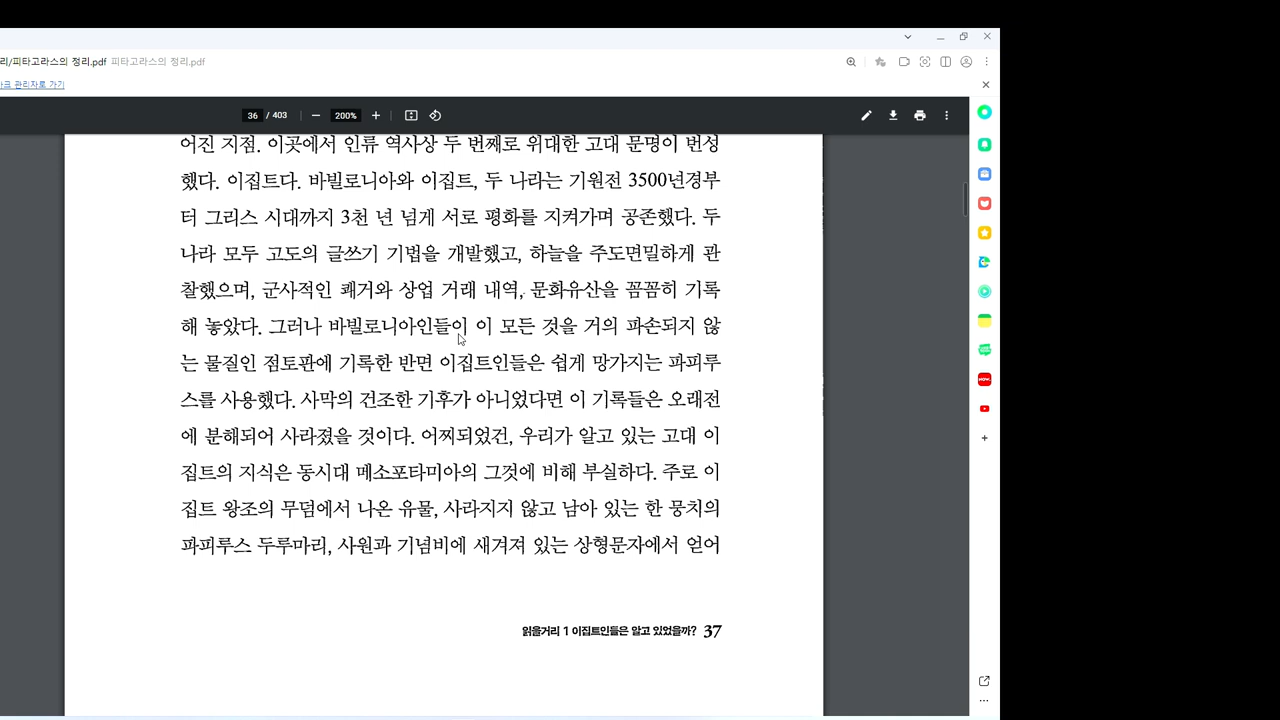 리/피타고라스의 정리.pdf 피타고라스의 정리.pdf
마크 관리자로 가기
36 / 403 200%
어진 지점. 이곳에서 인류 역사상 두 번째로 위대한 고대 문명이 번성
했다. 이집트다. 바빌로니아와 이집트, 두 나라는 기원전 3500년경부
터 그리스 시대까지 3천 년 넘게 서로 평화를 지켜가며 공존했다. 두
나라 모두 고도의 글쓰기 기법을 개발했고, 하늘을 주도면밀하게 관
찰했으며, 군사적인 쾌거와 상업 거래 내역, 문화유산을 꼼꼼히 기록
해 놓았다. 그러나 바빌로니아인들이 이 모든 것을 거의 파손되지 않
는 물질인 점토판에 기록한 반면 이집트인들은 쉽게 망가지는 파피루
스를 사용했다. 사막의 건조한 기후가 아니었다면 이 기록들은 오래전
에 분해되어 사라졌을 것이다. 어찌되었건, 우리가 알고 있는 고대 이
집트의 지식은 동시대 메소포타미아의 그것에 비해 부실하다. 주로 이
집트 왕조의 무덤에서 나온 유물, 사라지지 않고 남아 있는 한 뭉치의
파피루스 두루마리, 사원과 기념비에 새겨져 있는 상형문자에서 얻어
읽을거리 1 이집트인들은 알고 있었을까? 37